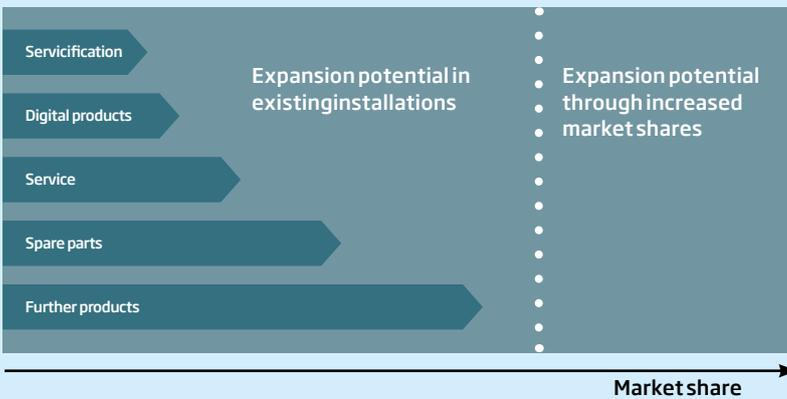 Servicification
Expansion potential in
existinginstallations
Expansion potential
through increased
market shares
Digital products
Service
Spare parts
Further products
Market share